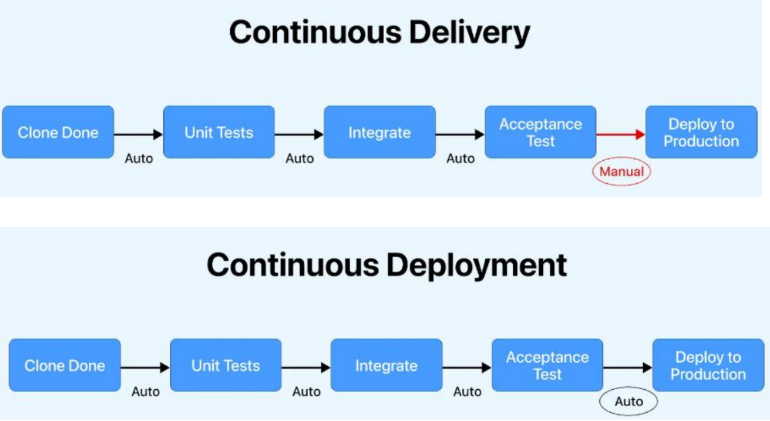 Continuous Delivery
Clone Done
Unit Tests
Integrate
Acceptance
Test
Deploy to
Production
Auto
Auto
Auto
Manual
Continuous Deployment
Clone Done
Unit Tests
Integrate
Acceptance
Test
Deploy to
Production
Auto
Auto
Auto
Auto